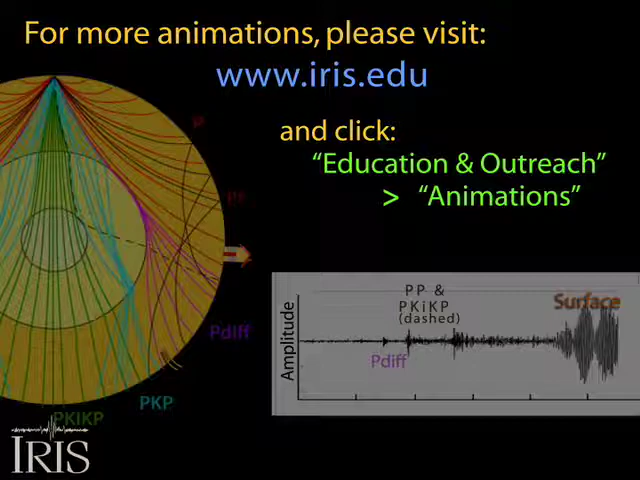 For more animations, please visit:
www.iris.edu
and click:
“Education & Outreach”
> “Animations”
PP &
PKiKP
(dashed)
Surface
Amplitude
Pdiff
Pdiff
PKP
PKIKP
IRIS